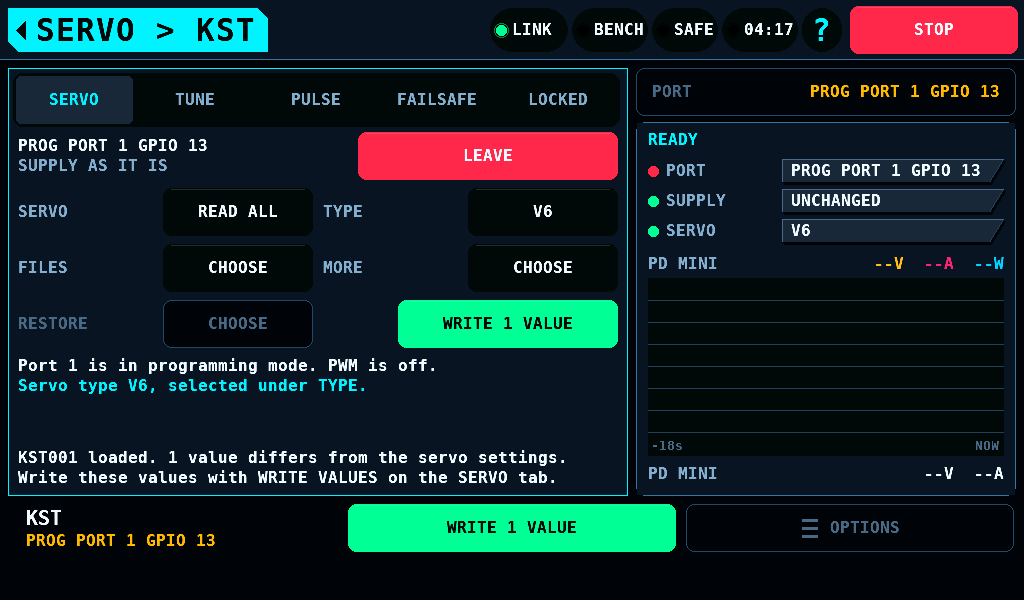 SERVO > KST
LINK
BENCH
SAFE
04:17
?
STOP
SERVO
TUNE
PULSE
FAILSAFE
LOCKED
PROG PORT 1 GPIO 13
SUPPLY AS IT IS
LEAVE
SERVO
READ ALL
TYPE
V6
FILES
CHOOSE
MORE
CHOOSE
RESTORE
CHOOSE
WRITE 1 VALUE
Port 1 is in programming mode. PWM is off.
Servo type V6, selected under TYPE.
KST001 loaded. 1 value differs from the servo settings.
Write these values with WRITE VALUES on the SERVO tab.
PORT
PROG PORT 1 GPIO 13
READY
PORT
PROG PORT 1 GPIO 13
SUPPLY
UNCHANGED
SERVO
V6
PD MINI
--V
--A
--W
-18s
NOW
PD MINI
--V
--A
KST
PROG PORT 1 GPIO 13
WRITE 1 VALUE
OPTIONS